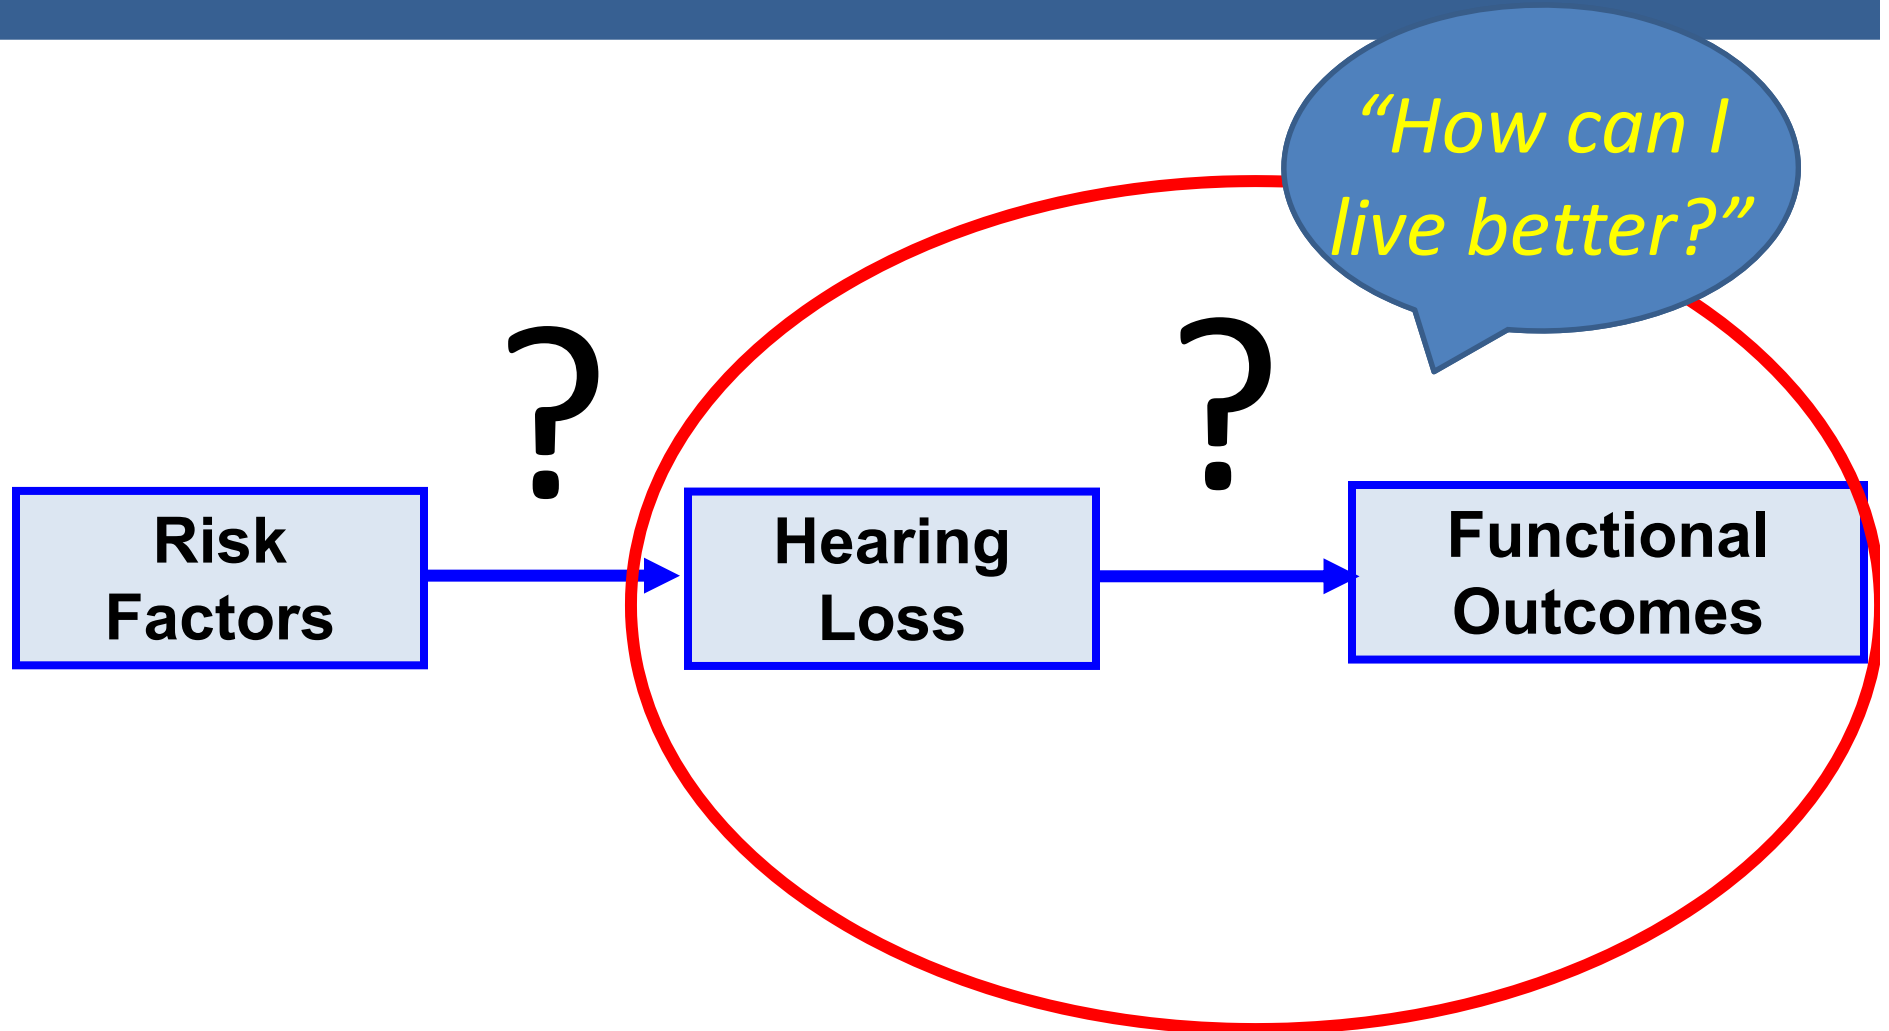 “How can I
live better?”
?
?
Risk
Factors
Hearing
Loss
Functional
Outcomes